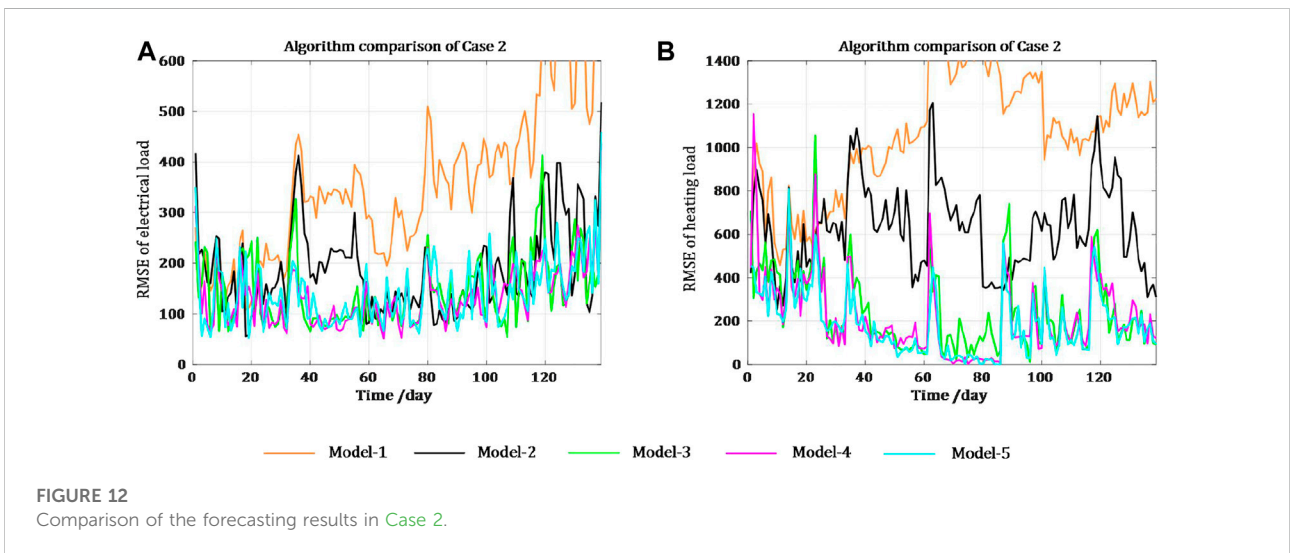 A
Algorithm comparison of Case 2
600
500
400
300
200
100
0
RMSE of electrical load
0 20 40 60 80 100 120
Time /day
B
Algorithm comparison of Case 2
1400
1200
1000
800
600
400
200
0
RMSE of heating load
0 20 40 60 80 100 120
Time /day
Model-1 Model-2 Model-3 Model-4 Model-5
FIGURE 12
Comparison of the forecasting results in Case 2.